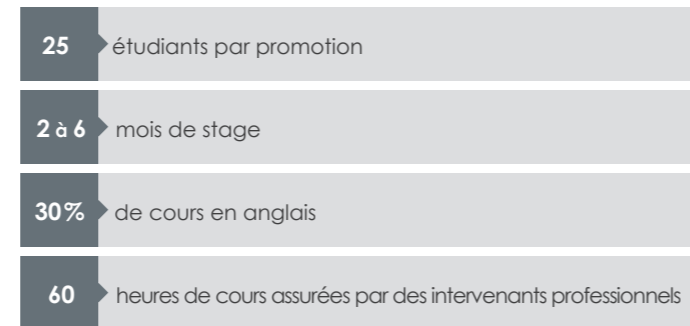 25 étudiants par promotion
2 à 6 mois de stage
30% de cours en anglais
60 heures de cours assurées par des intervenants professionnels